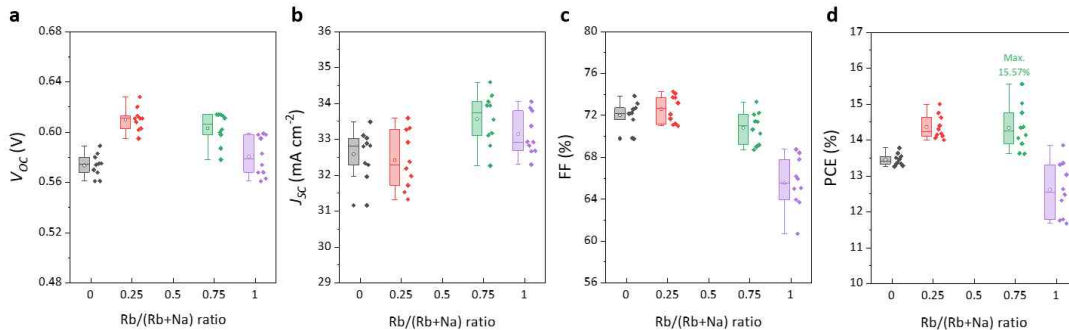 a
0.68
0.64
0.60
0.56
0.52
0.48
V_OC (V)
0 0.25 0.5 0.75 1
Rb/(Rb+Na) ratio
b
36
35
34
33
32
31
30
29
J_SC (mA cm⁻²)
0 0.25 0.5 0.75 1
Rb/(Rb+Na) ratio
c
80
76
72
68
64
60
56
FF (%)
0 0.25 0.5 0.75 1
Rb/(Rb+Na) ratio
d
17
16
15
14
13
12
11
10
PCE (%)
Max.
15.57%
0 0.25 0.5 0.75 1
Rb/(Rb+Na) ratio